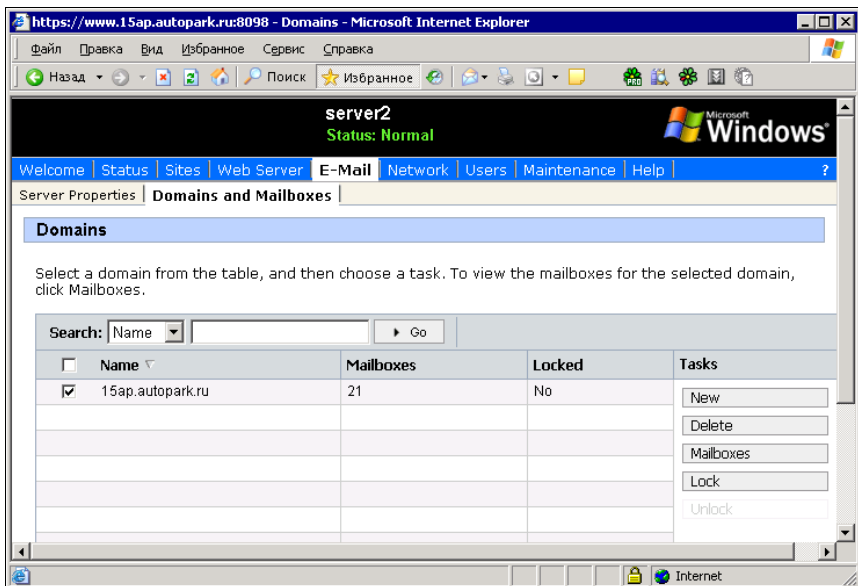 https://www.15ap.autopark.ru:8098 - Domains - Microsoft Internet Explorer
Файл Правка Вид Избранное Сервис Справка
Назад Поиск Избранное PRO
server2
Status: Normal
Microsoft Windows
Welcome Status Sites Web Server E-Mail Network Users Maintenance Help ?
Server Properties Domains and Mailboxes
Domains
Select a domain from the table, and then choose a task. To view the mailboxes for the selected domain,
click Mailboxes.
Search: Name Go
Name Mailboxes Locked Tasks
15ap.autopark.ru 21 No
New
Delete
Mailboxes
Lock
Unlock
Internet